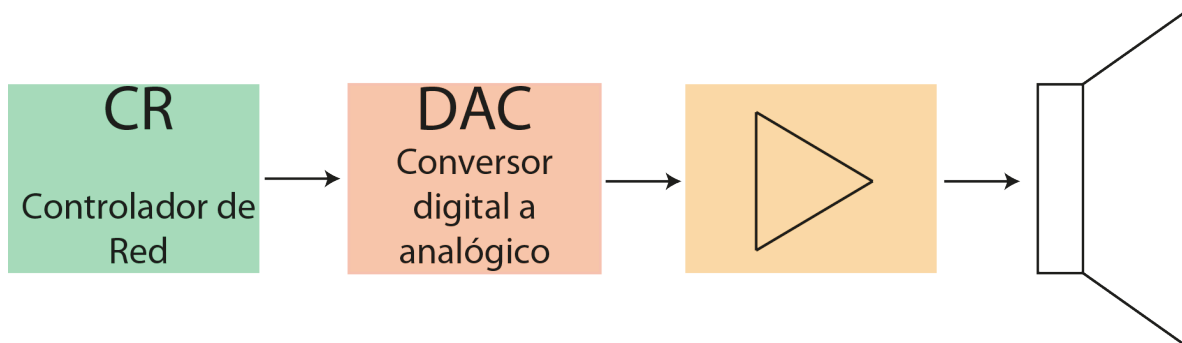 CR
Controlador de
Red
DAC
Conversor
digital a
analógico